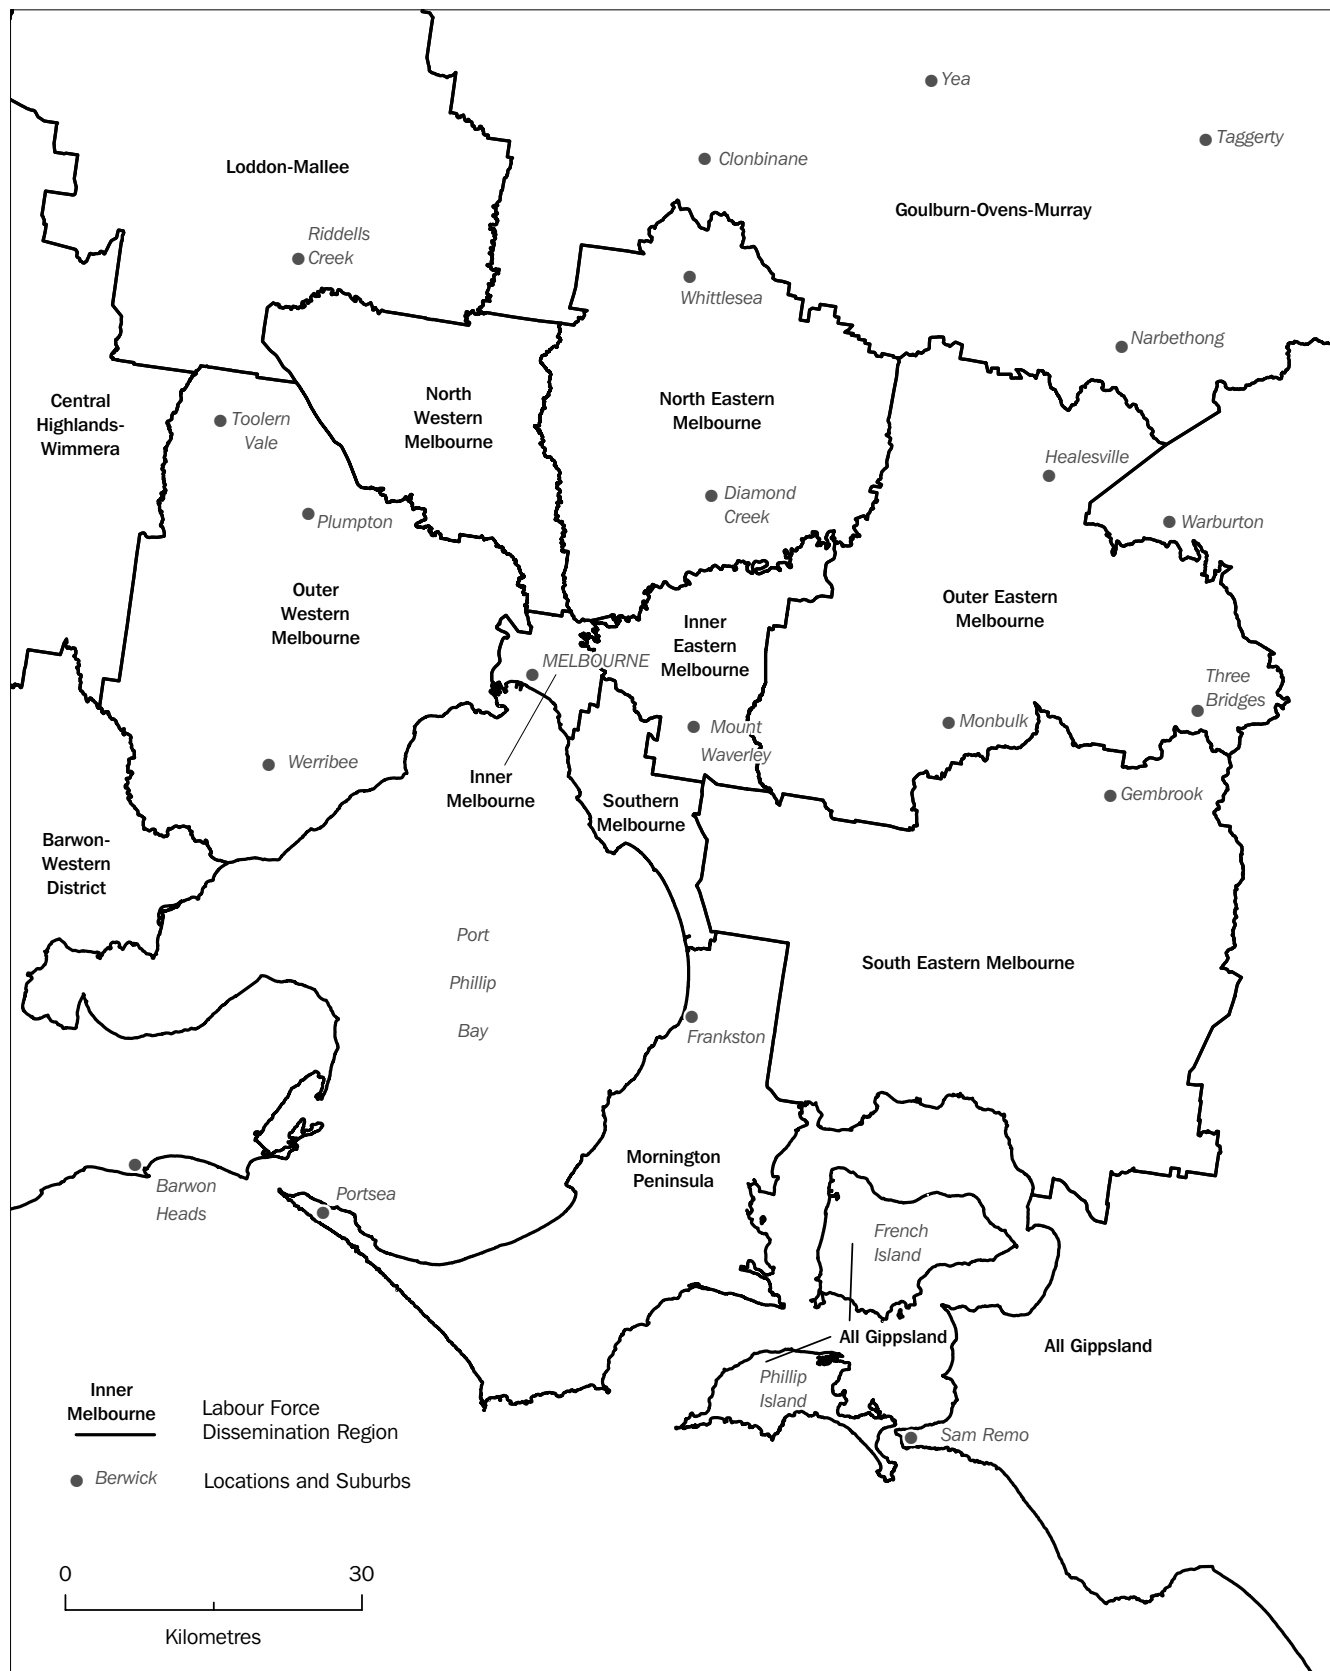 Yea
Taggerty
Clonbinane
Loddon-Mallee
Goulburn-Ovens-Murray
Riddells
Creek
Whittlesea
Narbethong
Central
Highlands-
Wimmera
North
Western
Melbourne
North Eastern
Melbourne
Toolern
Vale
Healesville
Diamond
Creek
Plumpton
Warburton
Outer
Western
Melbourne
Outer Eastern
Melbourne
Inner
Eastern
Melbourne
MELBOURNE
Three
Bridges
Mount
Waverley
Monbulk
Werribee
Inner
Melbourne
Southern
Melbourne
Gembrook
Barwon-
Western
District
Port
Phillip
Bay
South Eastern Melbourne
Frankston
Mornington
Peninsula
Barwon
Heads
Portsea
French
Island
All Gippsland
All Gippsland
Phillip
Island
Sam Remo
Inner
Melbourne
Labour Force
Dissemination Region
Berwick
Locations and Suburbs
0 30
Kilometres